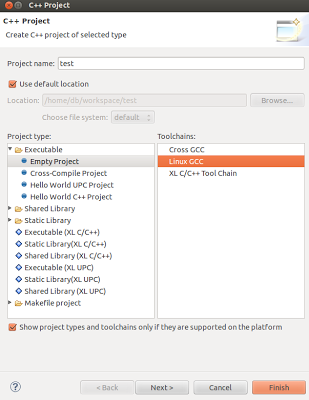 C++ Project
C++ Project
Create C++ project of selected type
Project name: test
Use default location
Location: /home/db/workspace/test Browse...
Choose file system: default
Project type: Toolchains:
Executable Cross GCC
Empty Project Linux GCC
Cross-Compile Project XL C/C++ Tool Chain
Hello World UPC Project
Hello World C++ Project
Shared Library
Static Library
Executable (XL C/C++)
Static Library(XL C/C++)
Shared Library (XL C/C++)
Executable (XL UPC)
Static Library(XL UPC)
Shared Library (XL UPC)
Makefile project
Show project types and toolchains only if they are supported on the platform
? < Back Next > Cancel Finish